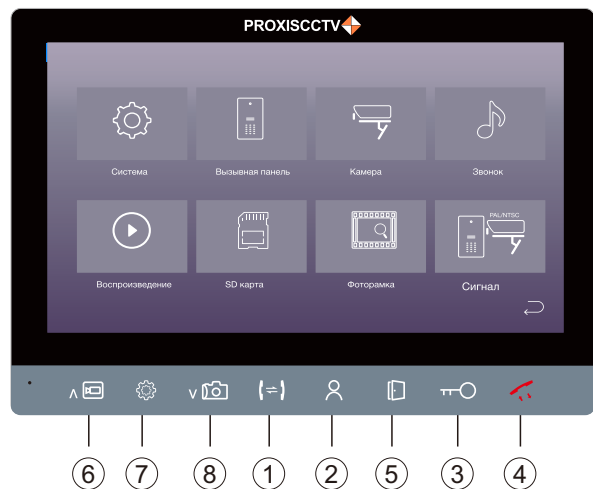 PROXISCCTV
Система
Вызывная панель
Камера
Звонок
PAL/NTSC
Воспроизведение
SD карта
Фоторамка
Сигнал
6 7 8 1 2 5 3 4